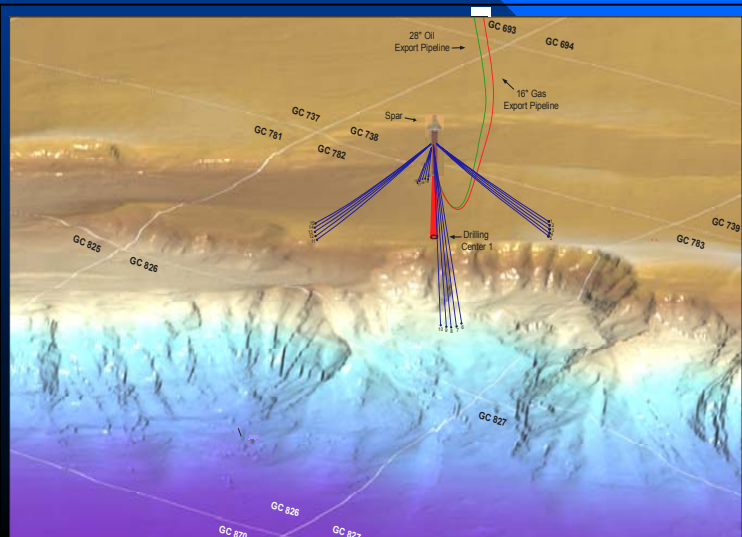 GC 693
28" Oil
Export Pipeline
GC 694
16" Gas
Export Pipeline
GC 737
Spar
GC 781
GC 738
GC 782
GC 739
GC 825
Drilling
Center 1
GC 783
GC 826
GC 827
GC 826
GC 870
GC 827